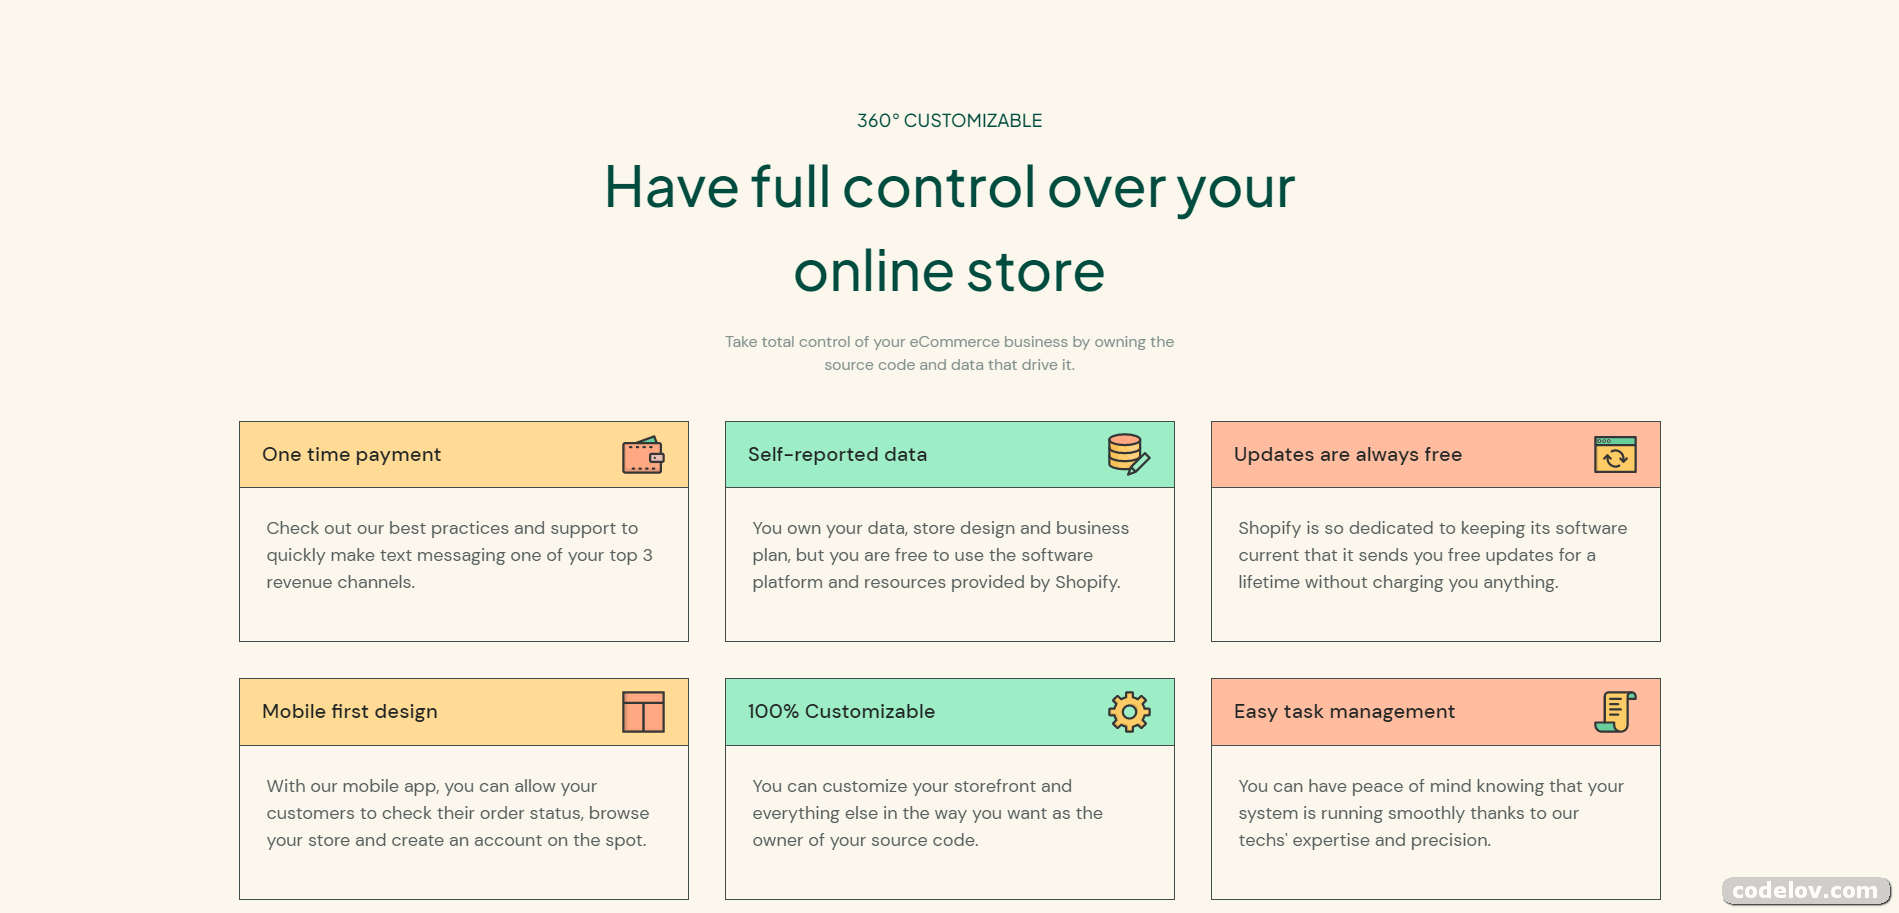 360° CUSTOMIZABLE
Have full control over your
online store
Take total control of your eCommerce business by owning the
source code and data that drive it.
One time payment
Check out our best practices and support to
quickly make text messaging one of your top 3
revenue channels.
Self-reported data
You own your data, store design and business
plan, but you are free to use the software
platform and resources provided by Shopify.
Updates are always free
Shopify is so dedicated to keeping its software
current that it sends you free updates for a
lifetime without charging you anything.
Mobile first design
With our mobile app, you can allow your
customers to check their order status, browse
your store and create an account on the spot.
100% Customizable
You can customize your storefront and
everything else in the way you want as the
owner of your source code.
Easy task management
You can have peace of mind knowing that your
system is running smoothly thanks to our
techs' expertise and precision.
codelov.com